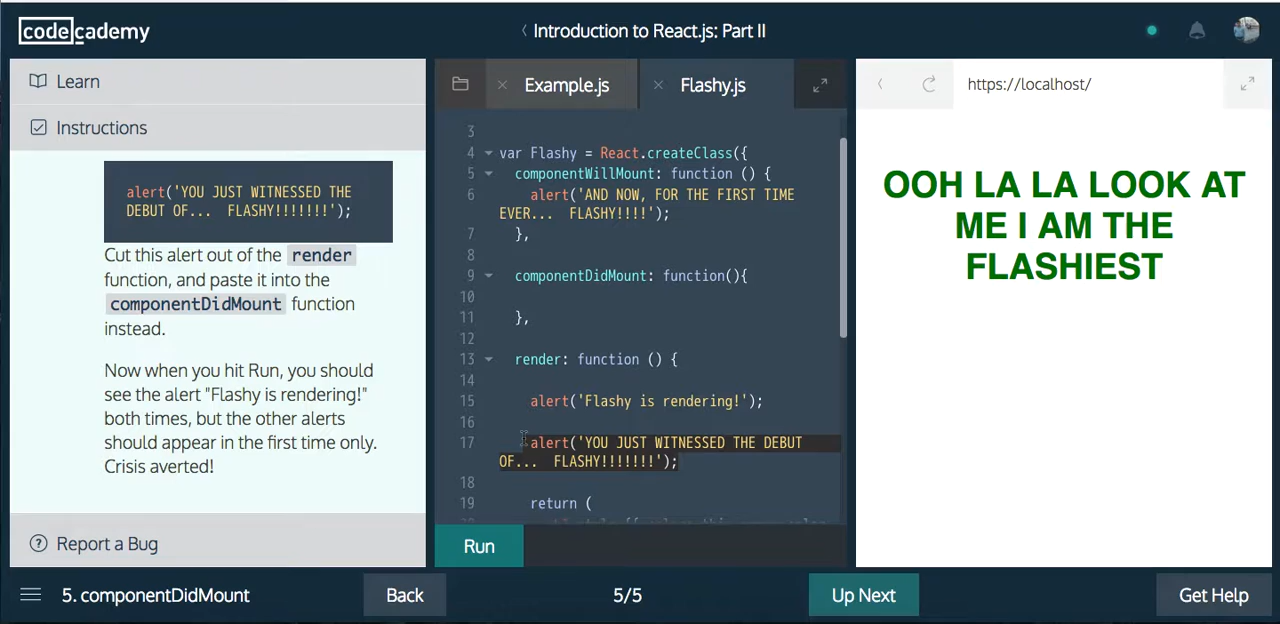 codecademy
Introduction to React.js: Part II
Learn
Instructions
alert('YOU JUST WITNESSED THE
DEBUT OF... FLASHY!!!!!!!');
Cut this alert out of the render
function, and paste it into the
componentDidMount function
instead.
Now when you hit Run, you should
see the alert "Flashy is rendering!"
both times, but the other alerts
should appear in the first time only.
Crisis averted!
Report a Bug
Example.js
Flashy.js
3
4 var Flashy = React.createClass({
5 componentWillMount: function () {
6 alert('AND NOW, FOR THE FIRST TIME
EVER... FLASHY!!!!');
7 },
8
9 componentDidMount: function(){
10
11 },
12
13 render: function () {
14
15 alert('Flashy is rendering!');
16
17 alert('YOU JUST WITNESSED THE DEBUT
OF... FLASHY!!!!!!!');
18
19 return (
Run
https://localhost/
OOH LA LA LOOK AT
ME I AM THE
FLASHIEST
5. componentDidMount
Back
5/5
Up Next
Get Help